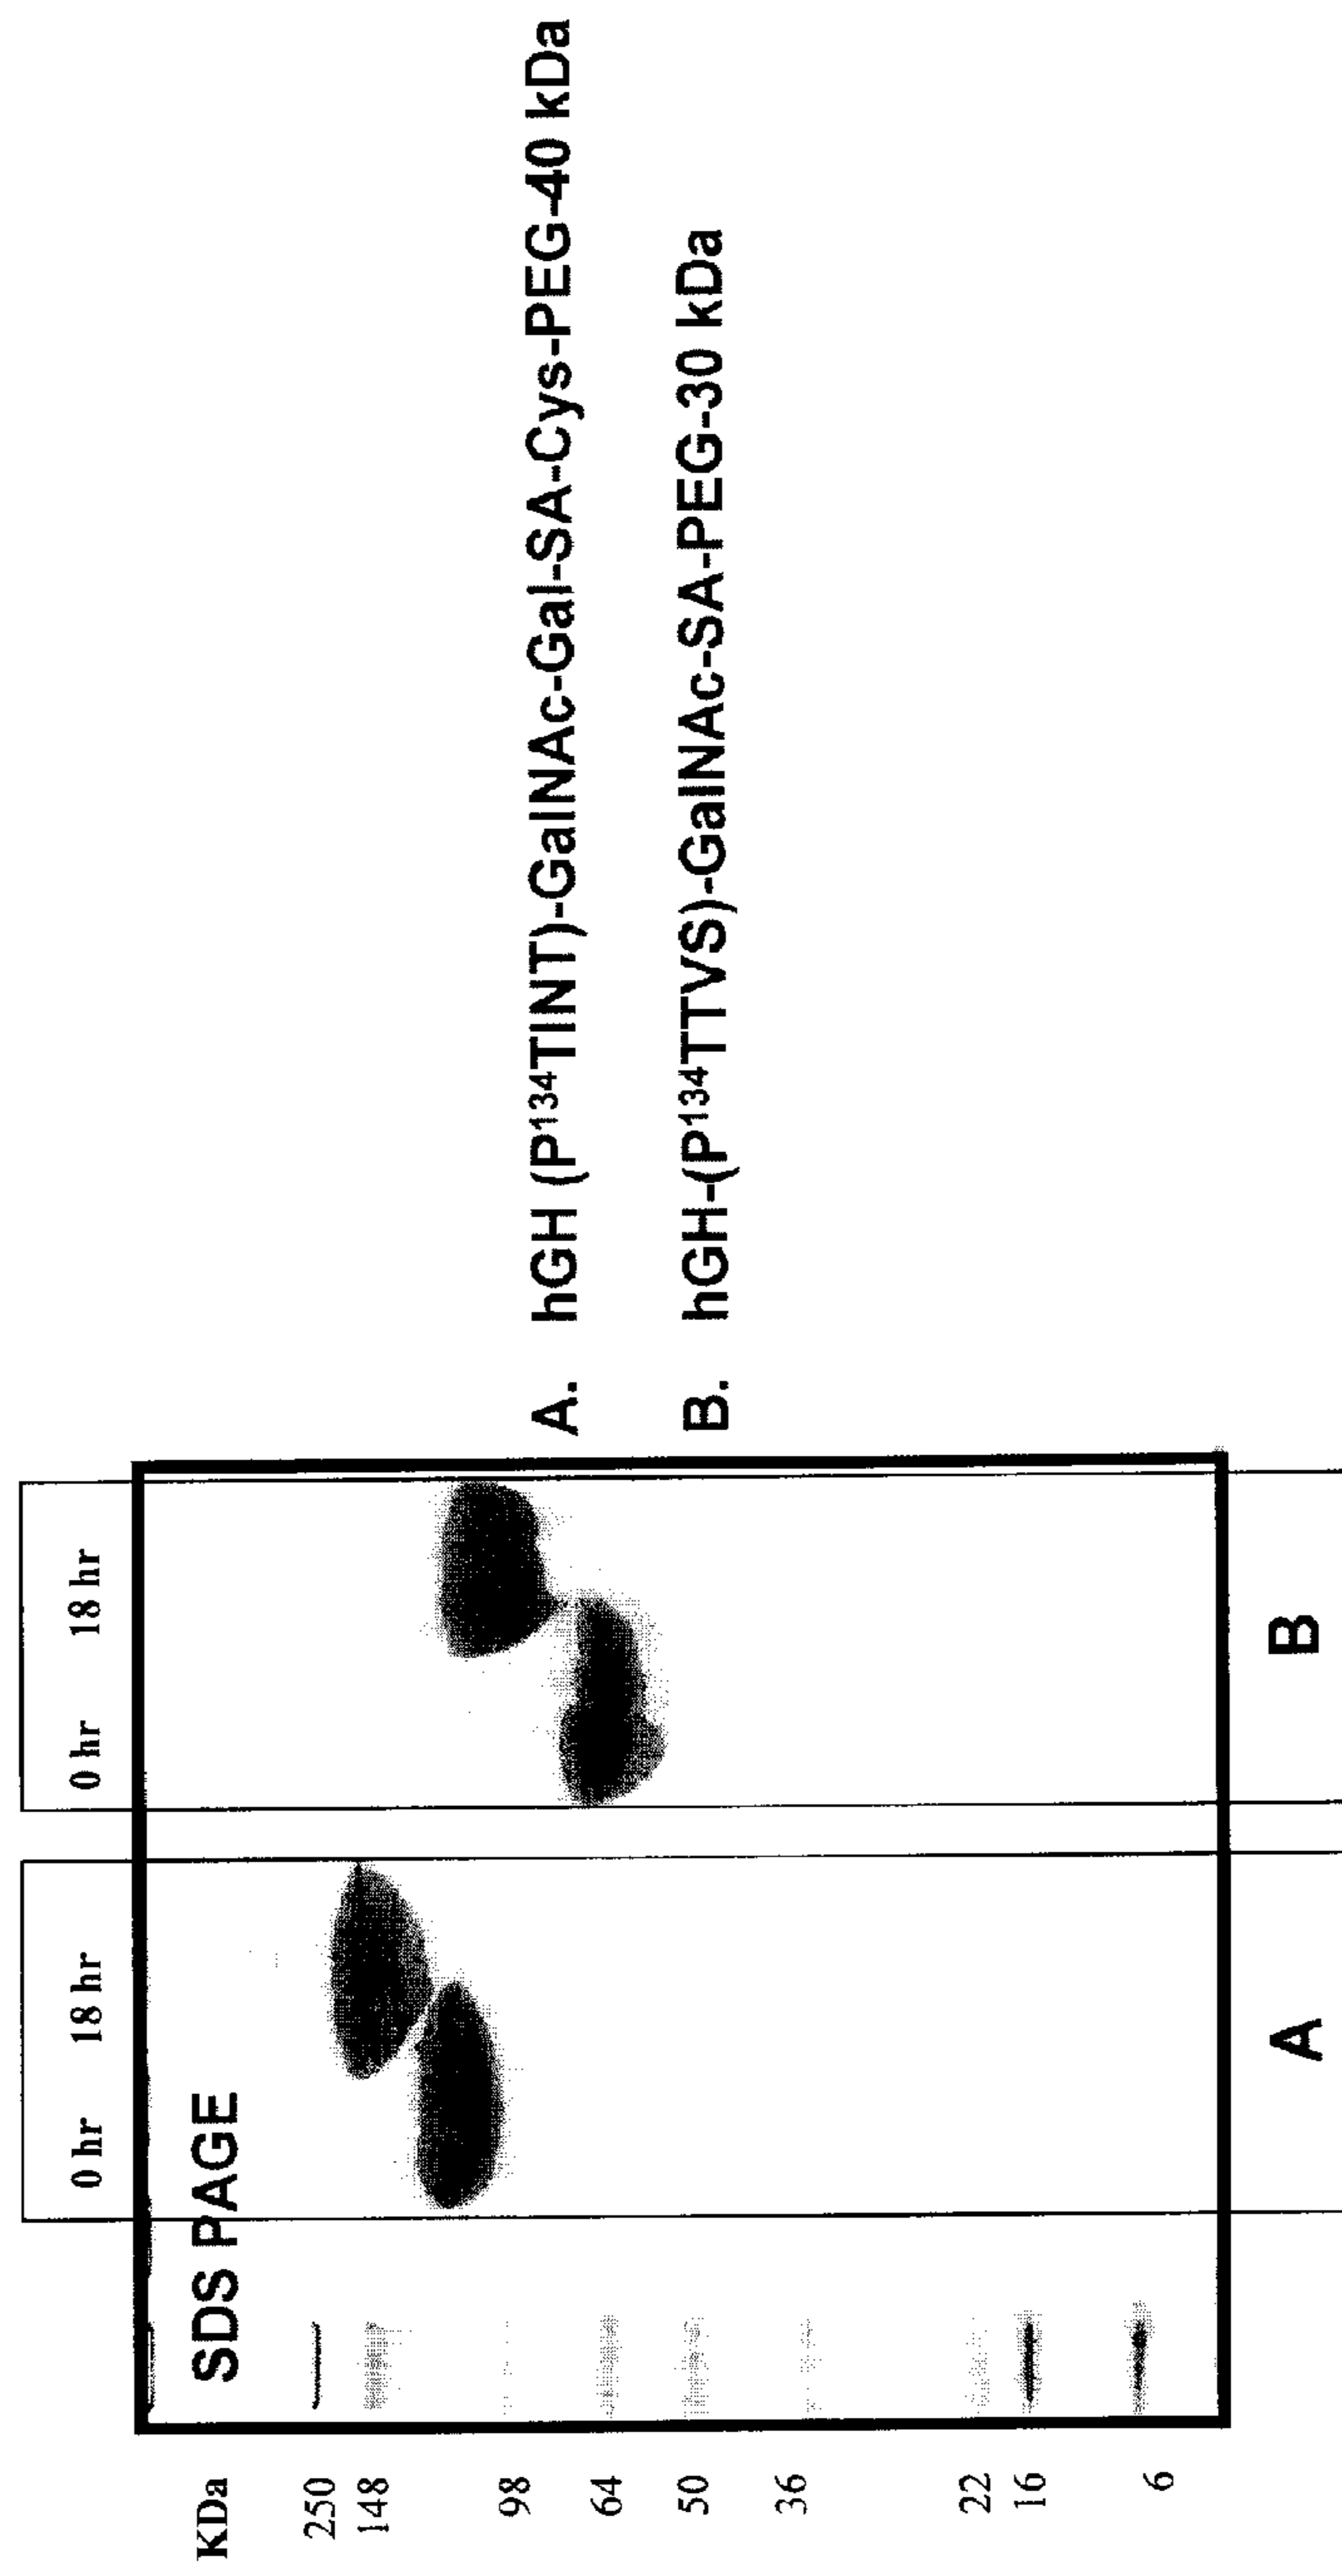 0 hr 18 hr 0 hr 18 hr
KDa
SDS PAGE
250
148
98
64
50
36
22
16
6
A B
A. hGH (P¹³⁴TINT)-GalNAc-Gal-SA-Cys-PEG-40 kDa
B. hGH-(P¹³⁴TTVS)-GalNAc-SA-PEG-30 kDa